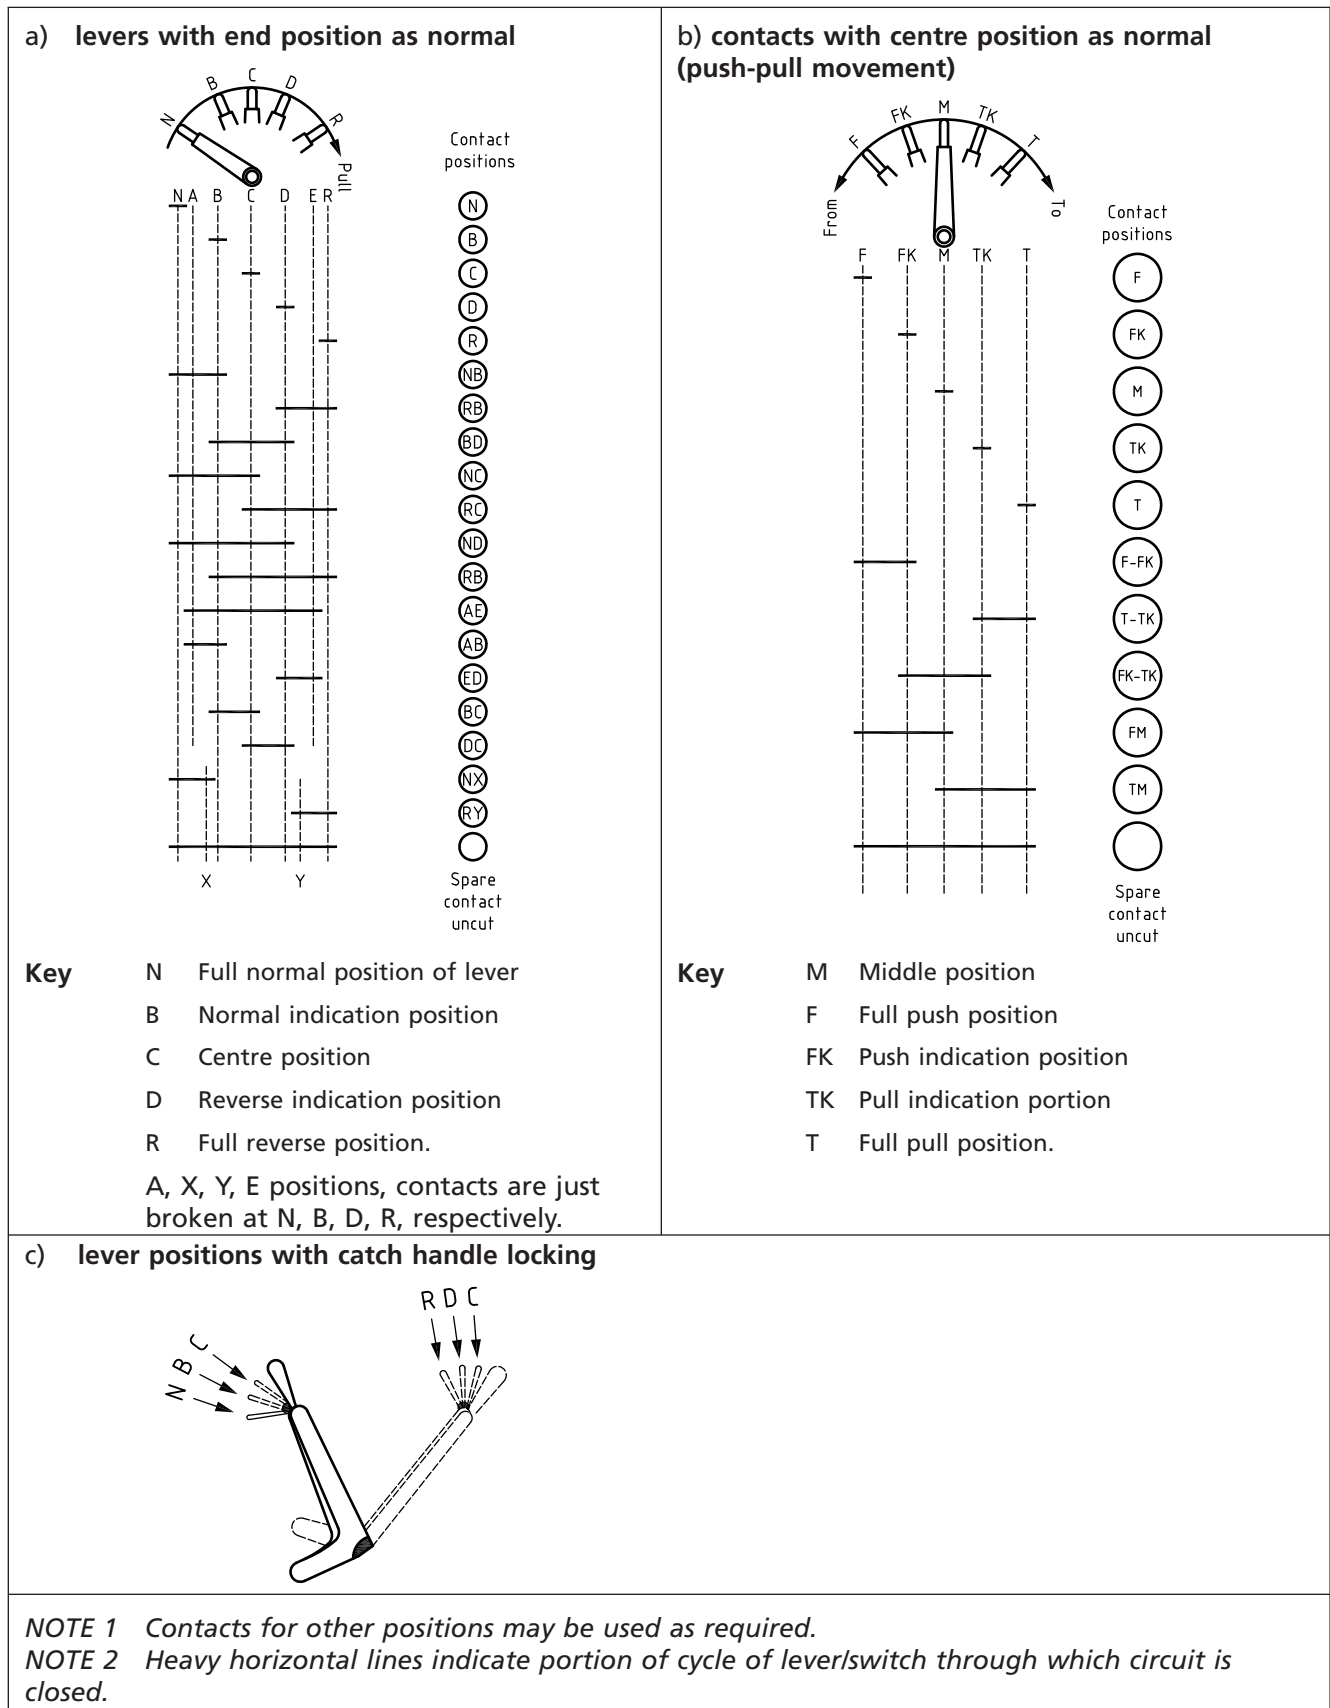 a) levers with end position as normal
N B C D R
Pull
Contact
positions
N A B C D E R
N
B
C
D
R
NB
RB
BD
NC
RC
ND
RB
AE
AB
ED
BC
DC
NX
RY
X Y
Spare
contact
uncut
Key N Full normal position of lever
B Normal indication position
C Centre position
D Reverse indication position
R Full reverse position.
A, X, Y, E positions, contacts are just
broken at N, B, D, R, respectively.
b) contacts with centre position as normal
(push-pull movement)
F FK M TK T
From
To
Contact
positions
F FK M TK T
F
FK
M
TK
T
F-FK
T-TK
FK-TK
FM
TM
Spare
contact
uncut
Key M Middle position
F Full push position
FK Push indication position
TK Pull indication portion
T Full pull position.
c) lever positions with catch handle locking
N B C
R D C
NOTE 1 Contacts for other positions may be used as required.
NOTE 2 Heavy horizontal lines indicate portion of cycle of lever/switch through which circuit is
closed.